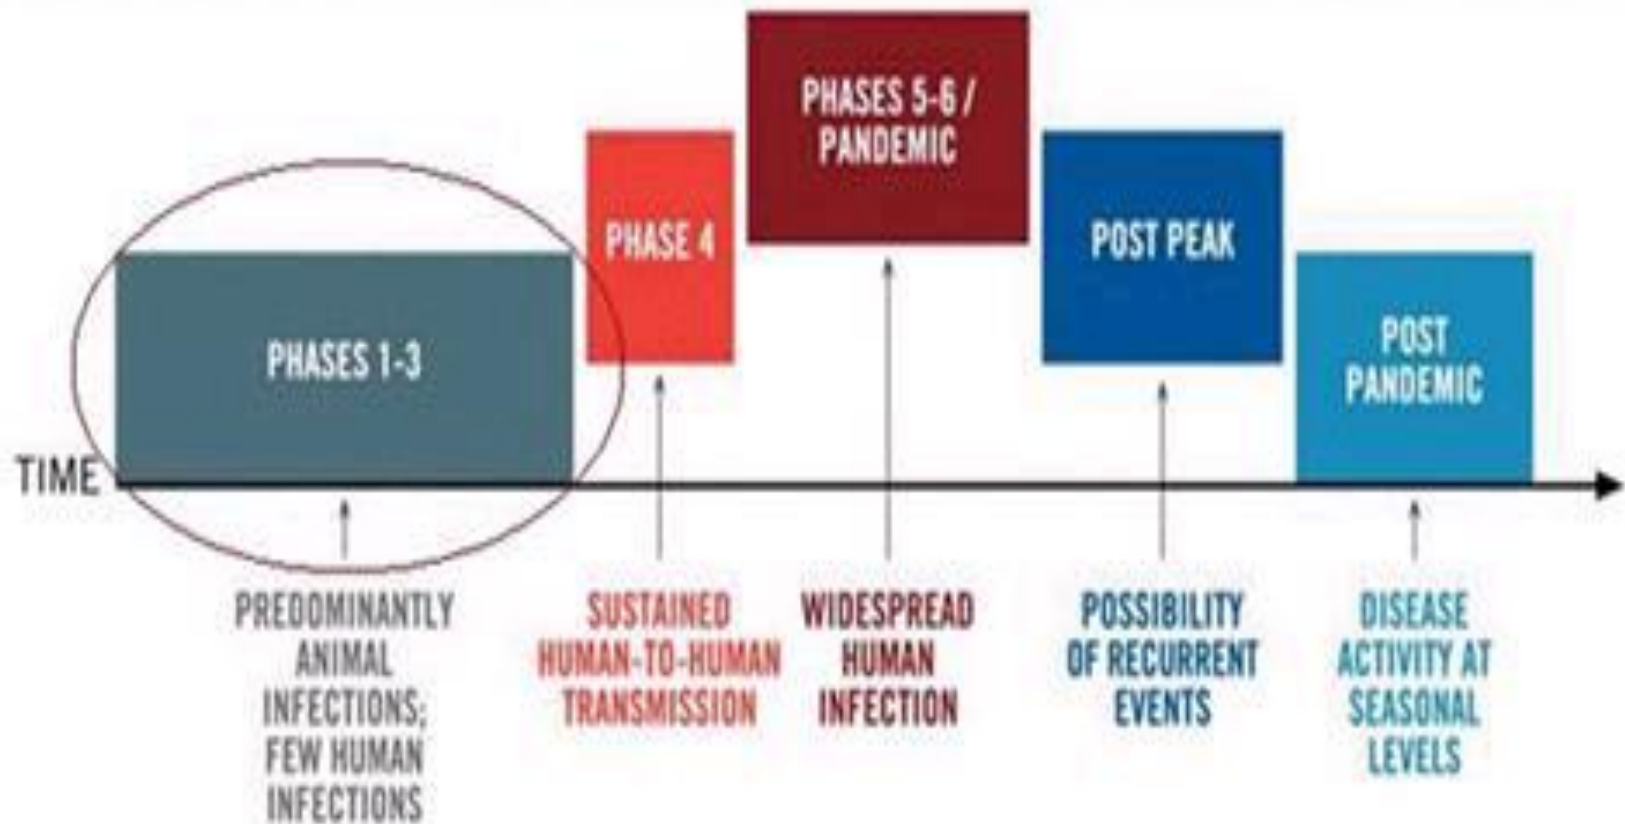 PHASES 5-6 /
PANDEMIC
PHASE 4
POST PEAK
PHASES 1-3
POST
PANDEMIC
TIME
PREDOMINANTLY
ANIMAL
INFECTIONS;
FEW HUMAN
INFECTIONS
SUSTAINED
HUMAN-TO-HUMAN
TRANSMISSION
WIDESPREAD
HUMAN
INFECTION
POSSIBILITY
OF RECURRENT
EVENTS
DISEASE
ACTIVITY AT
SEASONAL
LEVELS